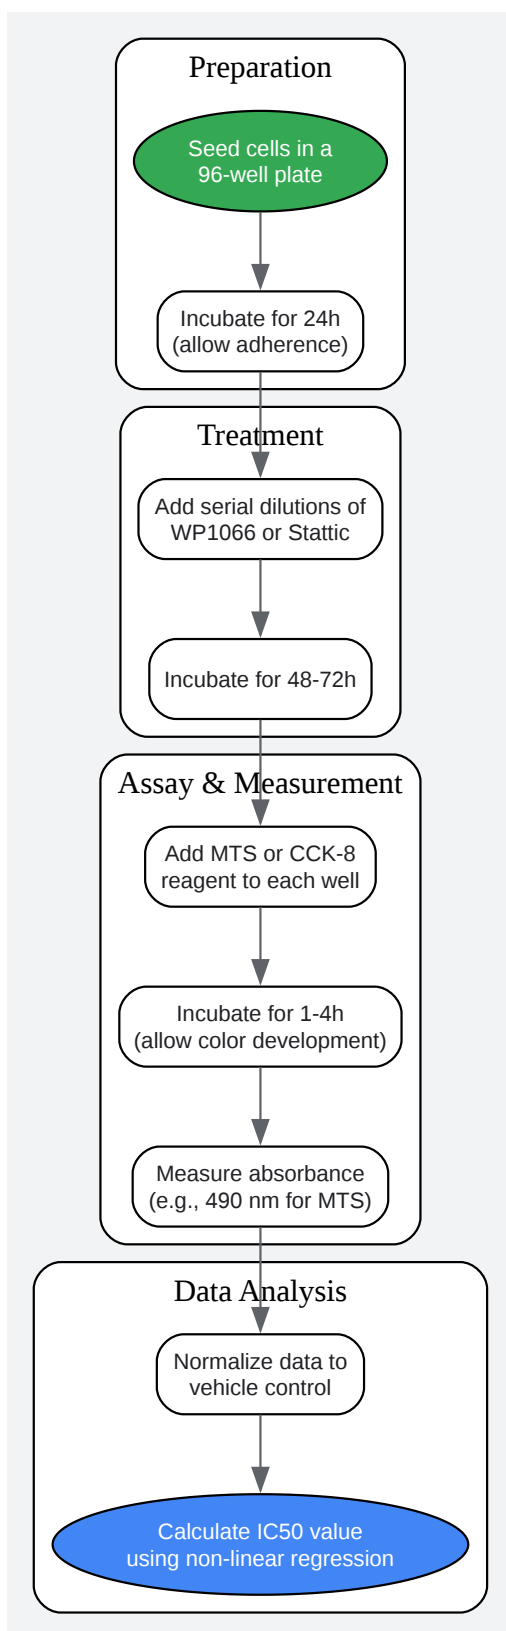 Preparation
Seed cells in a
96-well plate
Incubate for 24h
(allow adherence)
Treatment
Add serial dilutions of
WP1066 or Stattic
Incubate for 48-72h
Assay & Measurement
Add MTS or CCK-8
reagent to each well
Incubate for 1-4h
(allow color development)
Measure absorbance
(e.g., 490 nm for MTS)
Data Analysis
Normalize data to
vehicle control
Calculate IC50 value
using non-linear regression